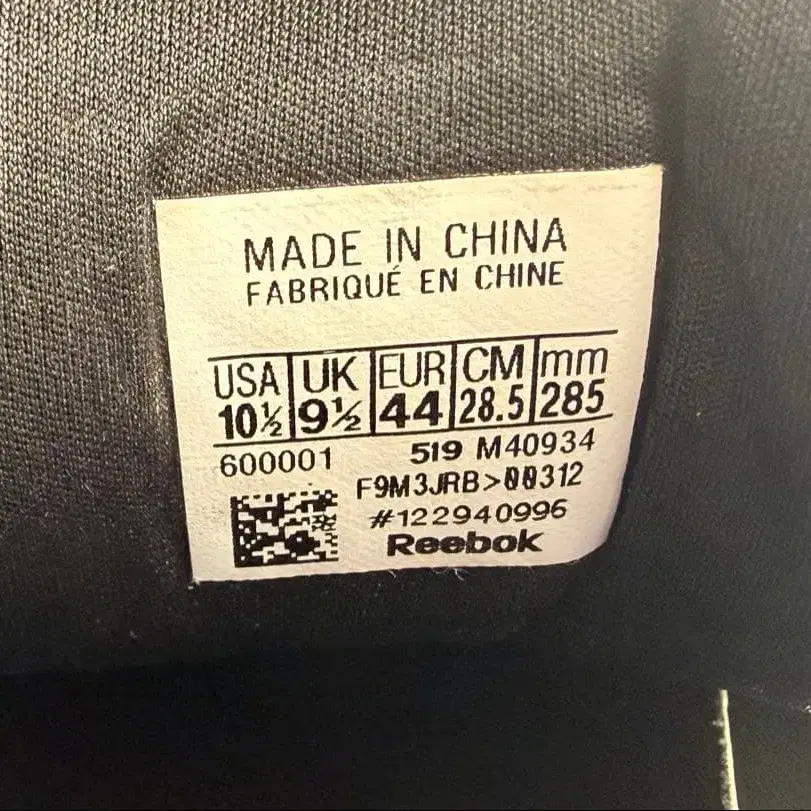 MADE IN CHINA
FABRIQUÉ EN CHINE
USA UK EUR CM mm
10½ 9½ 44 28.5 285
600001 519 M40934
F9M3JRB>00312
#122940996
Reebok